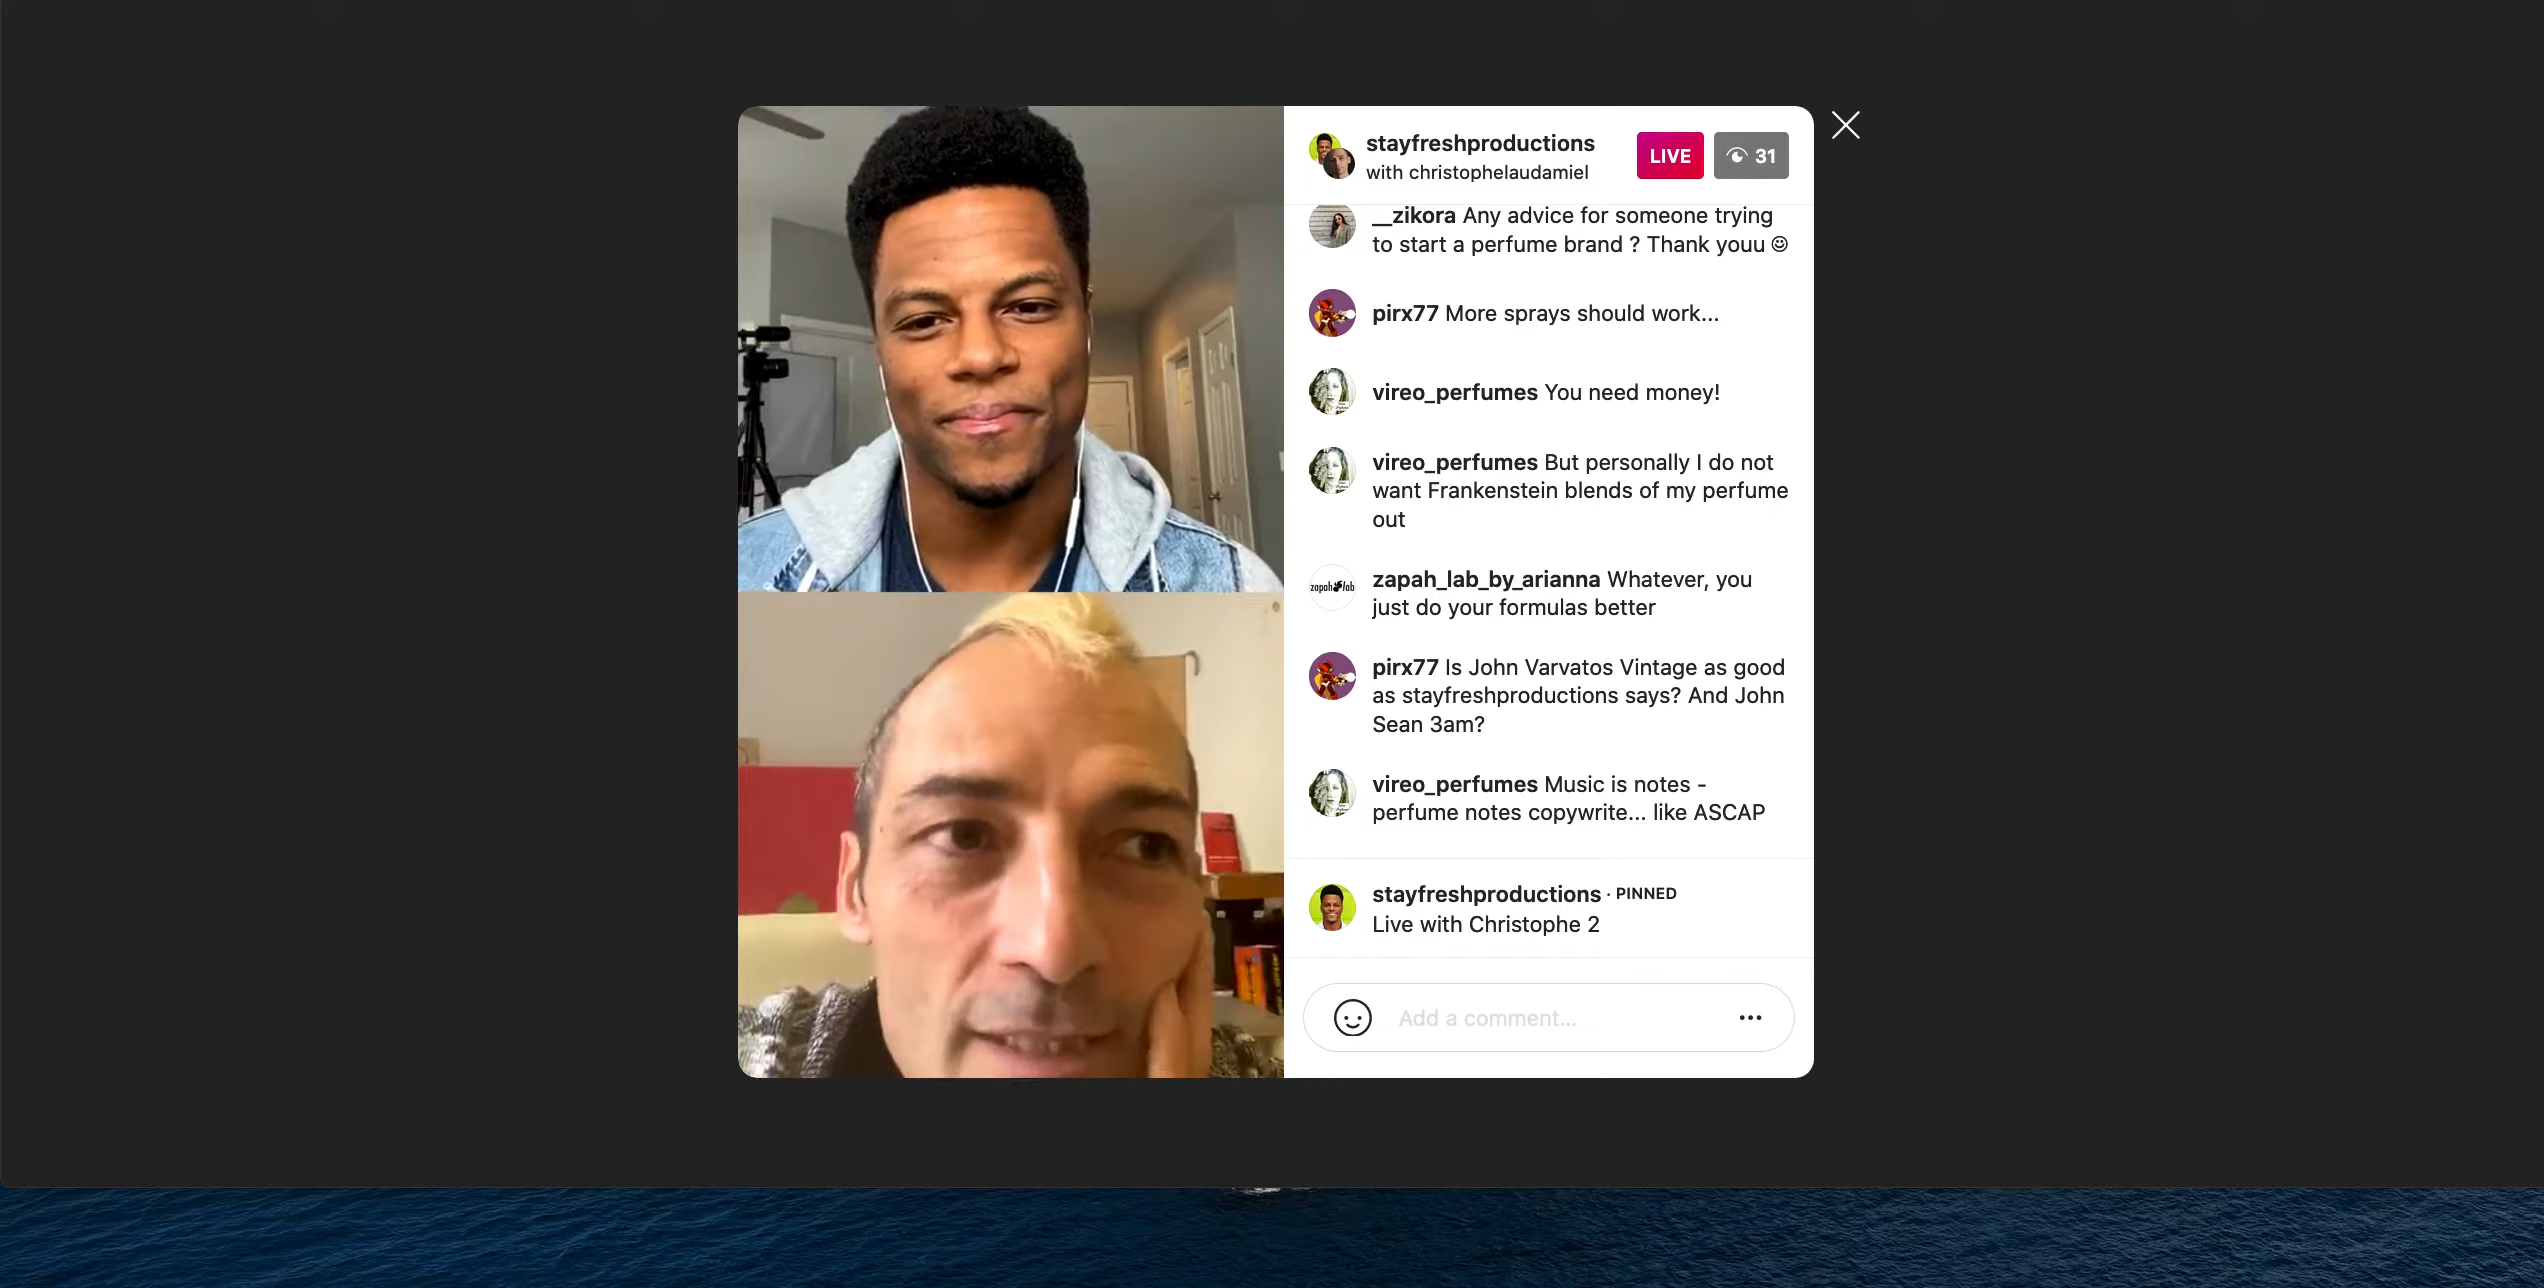 stayfreshproductions
with christophelaudamiel
LIVE
31
__zikora Any advice for someone trying
to start a perfume brand ? Thank youu ☺
pirx77 More sprays should work...
vireo_perfumes You need money!
vireo_perfumes But personally I do not
want Frankenstein blends of my perfume
out
zapah lab
zapah_lab_by_arianna Whatever, you
just do your formulas better
pirx77 Is John Varvatos Vintage as good
as stayfreshproductions says? And John
Sean 3am?
vireo_perfumes Music is notes -
perfume notes copywrite... like ASCAP
stayfreshproductions · PINNED
Live with Christophe 2
Add a comment...